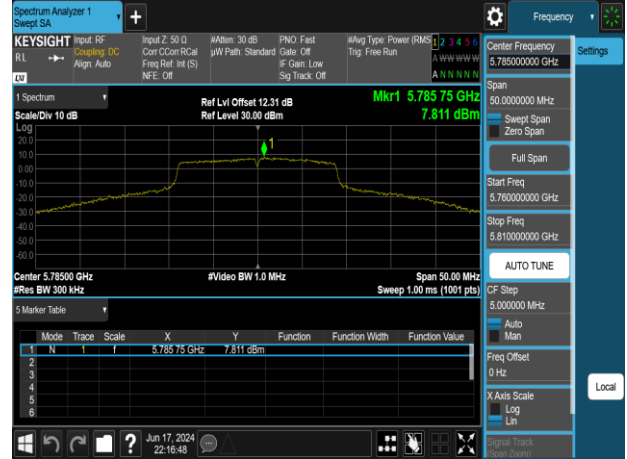 Spectrum Analyzer 1
Swept SA
+
Frequency
KEYSIGHT
RL
LXI
Input: RF
Coupling: DC
Align: Auto
Input Z: 50 Ω
Corr CCorr RCal
Freq Ref: Int (S)
NFE: Off
#Atten: 30 dB
µW Path: Standard
PNO: Fast
Gate: Off
IF Gain: Low
Sig Track: Off
#Avg Type: Power (RMS
Trig: Free Run
1 2 3 4 5 6
A W W W W W
A N N N N N
Center Frequency
5.785000000 GHz
Settings
Span
50.0000000 MHz
Swept Span
Zero Span
Full Span
Start Freq
5.760000000 GHz
Stop Freq
5.810000000 GHz
AUTO TUNE
CF Step
5.000000 MHz
Auto
Man
Freq Offset
0 Hz
X Axis Scale
Log
Lin
Signal Track
(Span Zoom)
Local
1 Spectrum
Scale/Div 10 dB
Ref Lvl Offset 12.31 dB
Ref Level 30.00 dBm
Mkr1 5.785 75 GHz
7.811 dBm
Log
20.0
10.0
0.00
-10.0
-20.0
-30.0
-40.0
-50.0
-60.0
1
Center 5.78500 GHz
#Res BW 300 kHz
#Video BW 1.0 MHz
Span 50.00 MHz
Sweep 1.00 ms (1001 pts)
5 Marker Table
Mode Trace Scale X Y Function Function Width Function Value
1 N 1 f 5.785 75 GHz 7.811 dBm
2
3
4
5
6
?
Jun 17, 2024
22:16:48